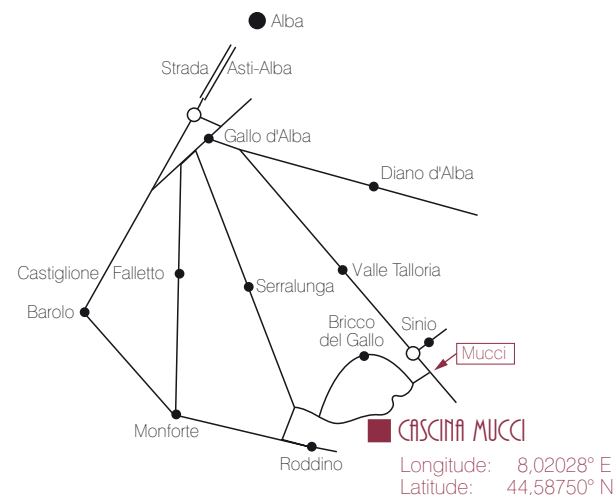 Alba
Strada Asti-Alba
Gallo d'Alba
Diano d'Alba
Castiglione Falletto
Valle Talloria
Serralunga
Barolo
Bricco
del Gallo
Sinio
Mucci
Monforte
CASCINA MUCCI
Roddino
Longitude: 8,02028° E
Latitude: 44,58750° N